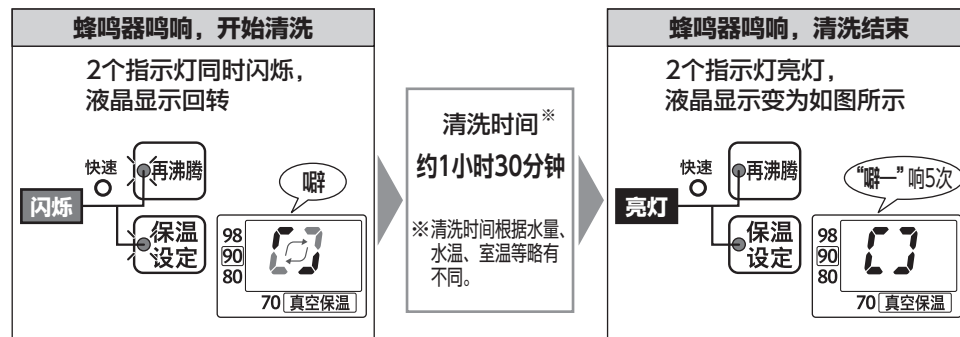 蜂鸣器鸣响，开始清洗
2个指示灯同时闪烁，
液晶显示回转
快速
再沸腾
闪烁
保温
设定
噼
98
90
80
70 真空保温
清洗时间※
约1小时30分钟
※清洗时间根据水量、
水温、室温等略有
不同。
蜂鸣器鸣响，清洗结束
2个指示灯亮灯，
液晶显示变为如图所示
快速
再沸腾
亮灯
保温
设定
“噼—”响5次
98
90
80
70 真空保温